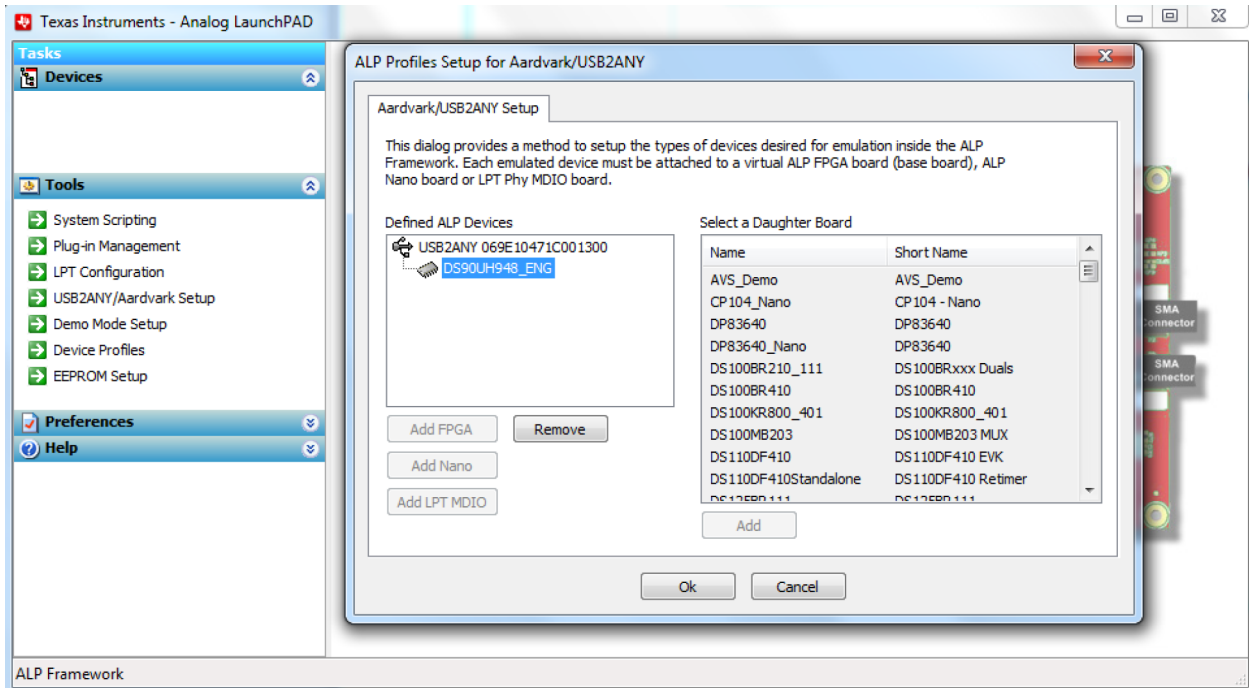 Texas Instruments - Analog LaunchPAD
Tasks
Devices
Tools
System Scripting
Plug-in Management
LPT Configuration
USB2ANY/Aardvark Setup
Demo Mode Setup
Device Profiles
EEPROM Setup
Preferences
Help
ALP Profiles Setup for Aardvark/USB2ANY
Aardvark/USB2ANY Setup
This dialog provides a method to setup the types of devices desired for emulation inside the ALP
Framework. Each emulated device must be attached to a virtual ALP FPGA board (base board), ALP
Nano board or LPT Phy MDIO board.
Defined ALP Devices
USB2ANY 069E10471C001300
DS90UH948_ENG
Add FPGA
Remove
Add Nano
Add LPT MDIO
Select a Daughter Board
Name Short Name
AVS_Demo AVS_Demo
CP104_Nano CP104 - Nano
DP83640 DP83640
DP83640_Nano DP83640
DS100BR210_111 DS100BRxxx Duals
DS100BR410 DS100BR410
DS100KR800_401 DS100KR800_401
DS100MB203 DS100MB203 MUX
DS110DF410 DS110DF410 EVK
DS110DF410Standalone DS110DF410 Retimer
Add
Ok
Cancel
SMA
Connector
SMA
Connector
ALP Framework